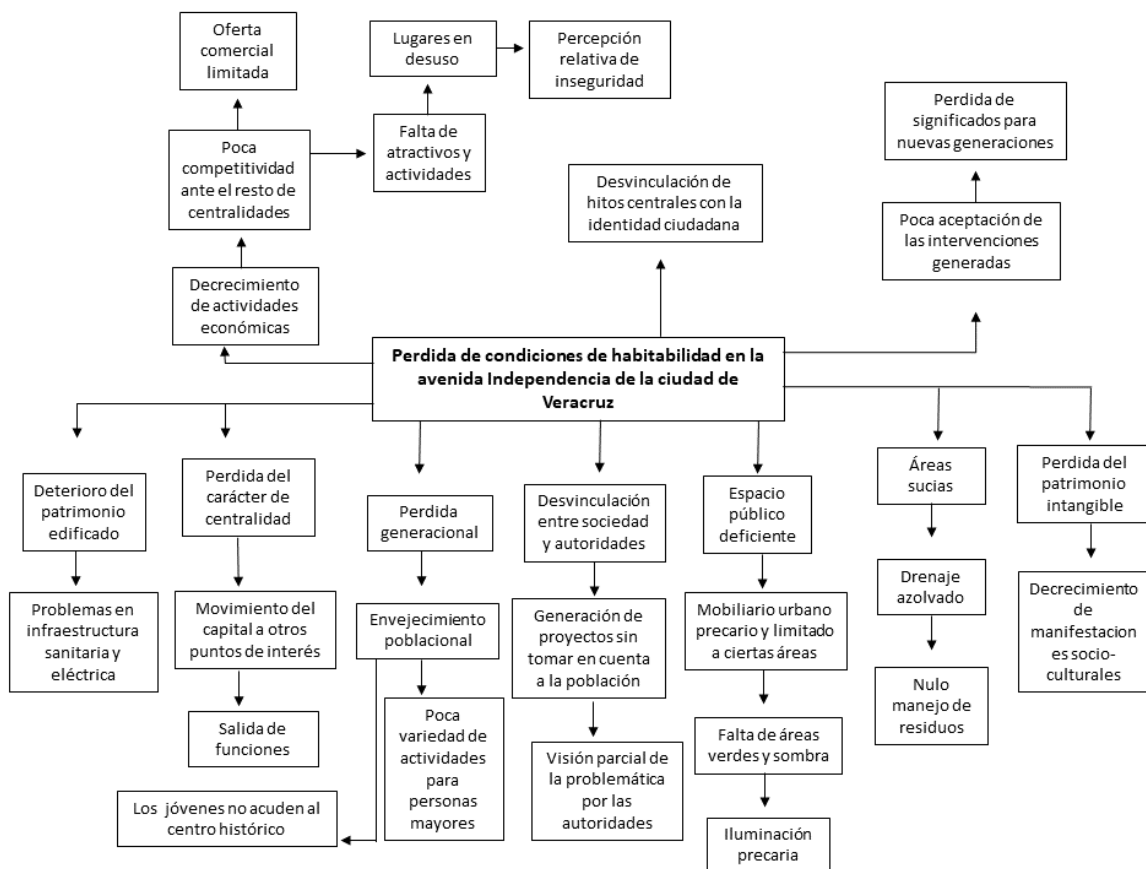 Oferta
comercial
limitada
Lugares en
desuso
Percepción
relativa de
inseguridad
Poca
competitividad
ante el resto de
centralidades
Falta de
atractivos y
actividades
Perdida de
significados para
nuevas generaciones
Desvinculación de
hitos centrales con la
identidad ciudadana
Poca aceptación de
las intervenciones
generadas
Decrecimiento
de actividades
económicas
Perdida de condiciones de habitabilidad en la
avenida Independencia de la ciudad de
Veracruz
Deterioro del
patrimonio
edificado
Perdida del
carácter de
centralidad
Perdida
generacional
Desvinculación
entre sociedad
y autoridades
Espacio
público
deficiente
Áreas
sucias
Perdida del
patrimonio
intangible
Problemas en
infraestructura
sanitaria y
eléctrica
Movimiento del
capital a otros
puntos de interés
Envejecimiento
poblacional
Generación de
proyectos sin
tomar en cuenta
a la población
Mobiliario urbano
precario y limitado
a ciertas áreas
Drenaje
azolvado
Decrecimiento
de
manifestacion
es socio-
culturales
Salida de
funciones
Poca
variedad de
actividades
para
personas
mayores
Visión parcial de
la problemática
por las
autoridades
Falta de áreas
verdes y sombra
Nulo
manejo de
residuos
Los jóvenes no acuden al
centro histórico
Iluminación
precaria